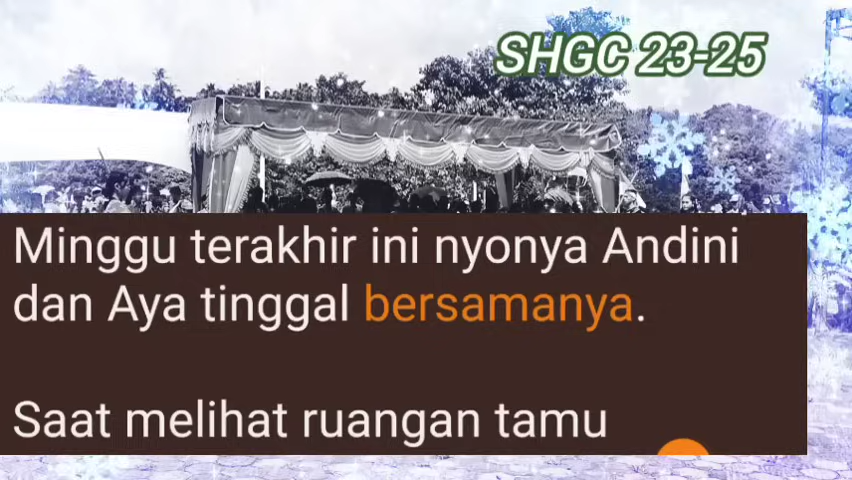 SHGC 23-25
Minggu terakhir ini nyonya Andini
dan Aya tinggal bersamanya.
Saat melihat ruangan tamu